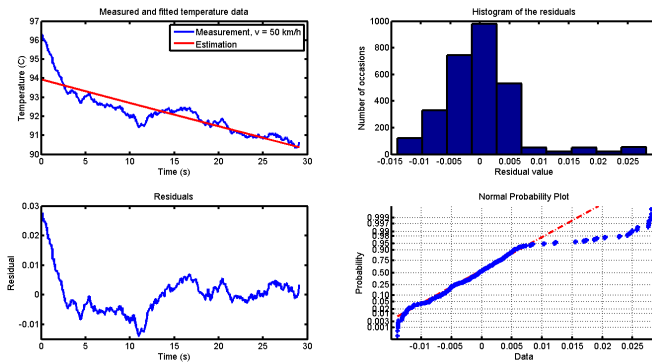 Measured and fitted temperature data
97
96
95
94
93
92
91
90
Temperature (C)
Measurement, v = 50 km/h
Estimation
0 5 10 15 20 25 30
Time (s)
Histogram of the residuals
1000
800
600
400
200
0
Number of occasions
-0.015 -0.01 -0.005 0 0.005 0.01 0.015 0.02 0.025
Residual value
Residuals
0.03
0.02
0.01
0
-0.01
Residual
0 5 10 15 20 25 30
Time (s)
Normal Probability Plot
0.999
0.997
0.99
0.98
0.95
0.90
0.75
0.50
0.25
0.10
0.05
0.02
0.01
0.003
0.001
Probability
-0.01 -0.005 0 0.005 0.01 0.015 0.02 0.025
Data